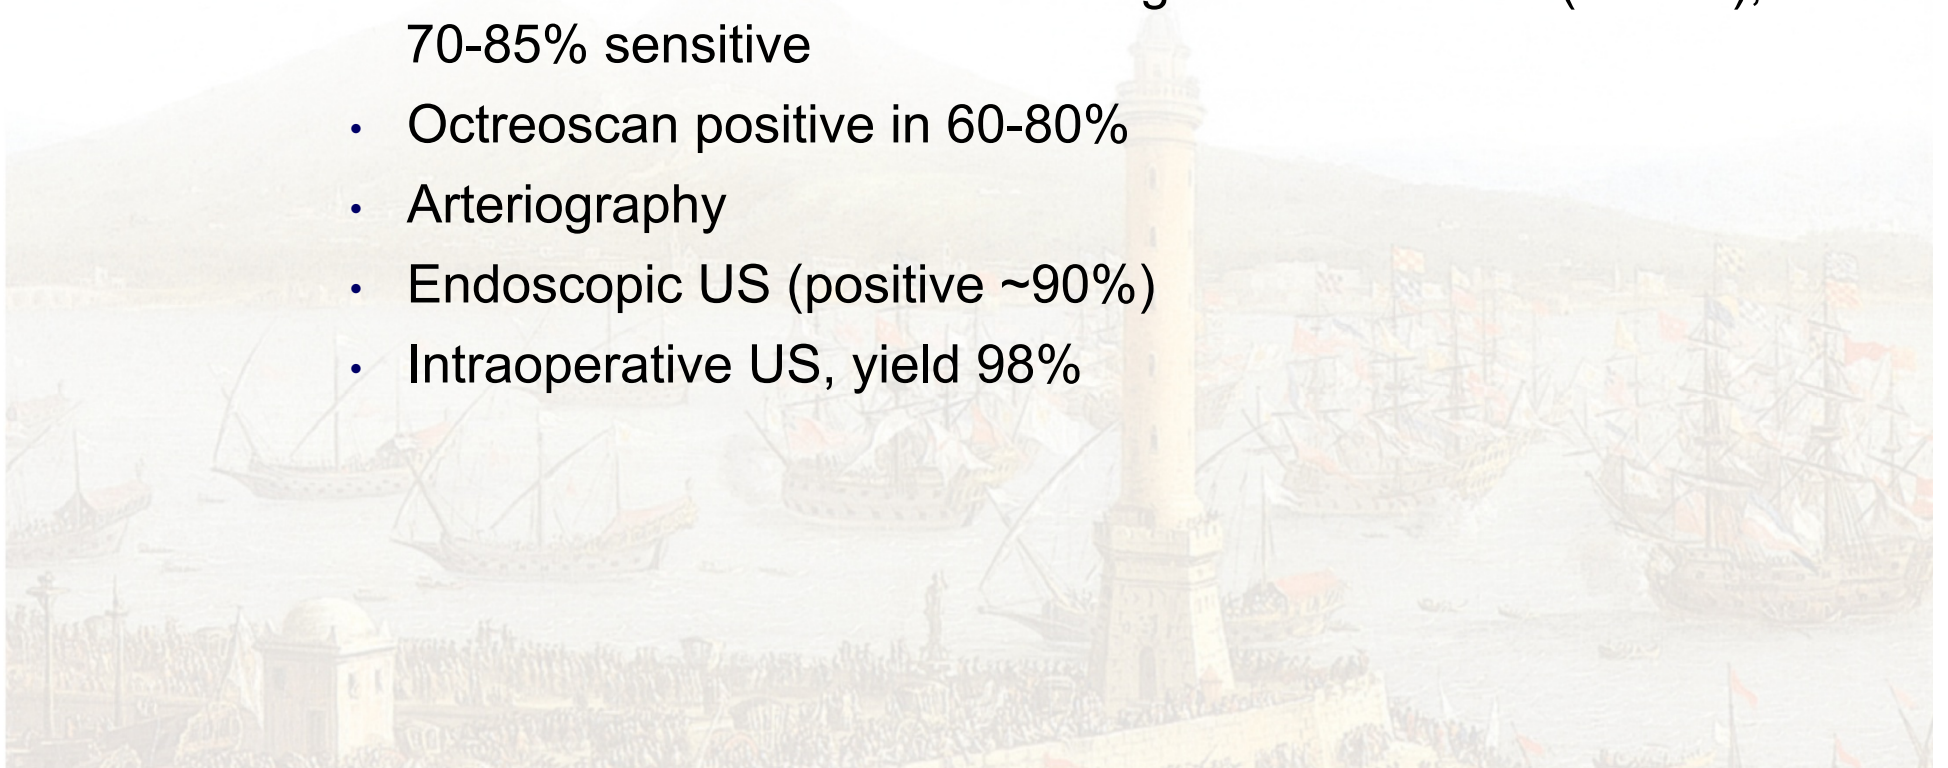 70-85% sensitive
• Octreoscan positive in 60-80%
• Arteriography
• Endoscopic US (positive ~90%)
• Intraoperative US, yield 98%